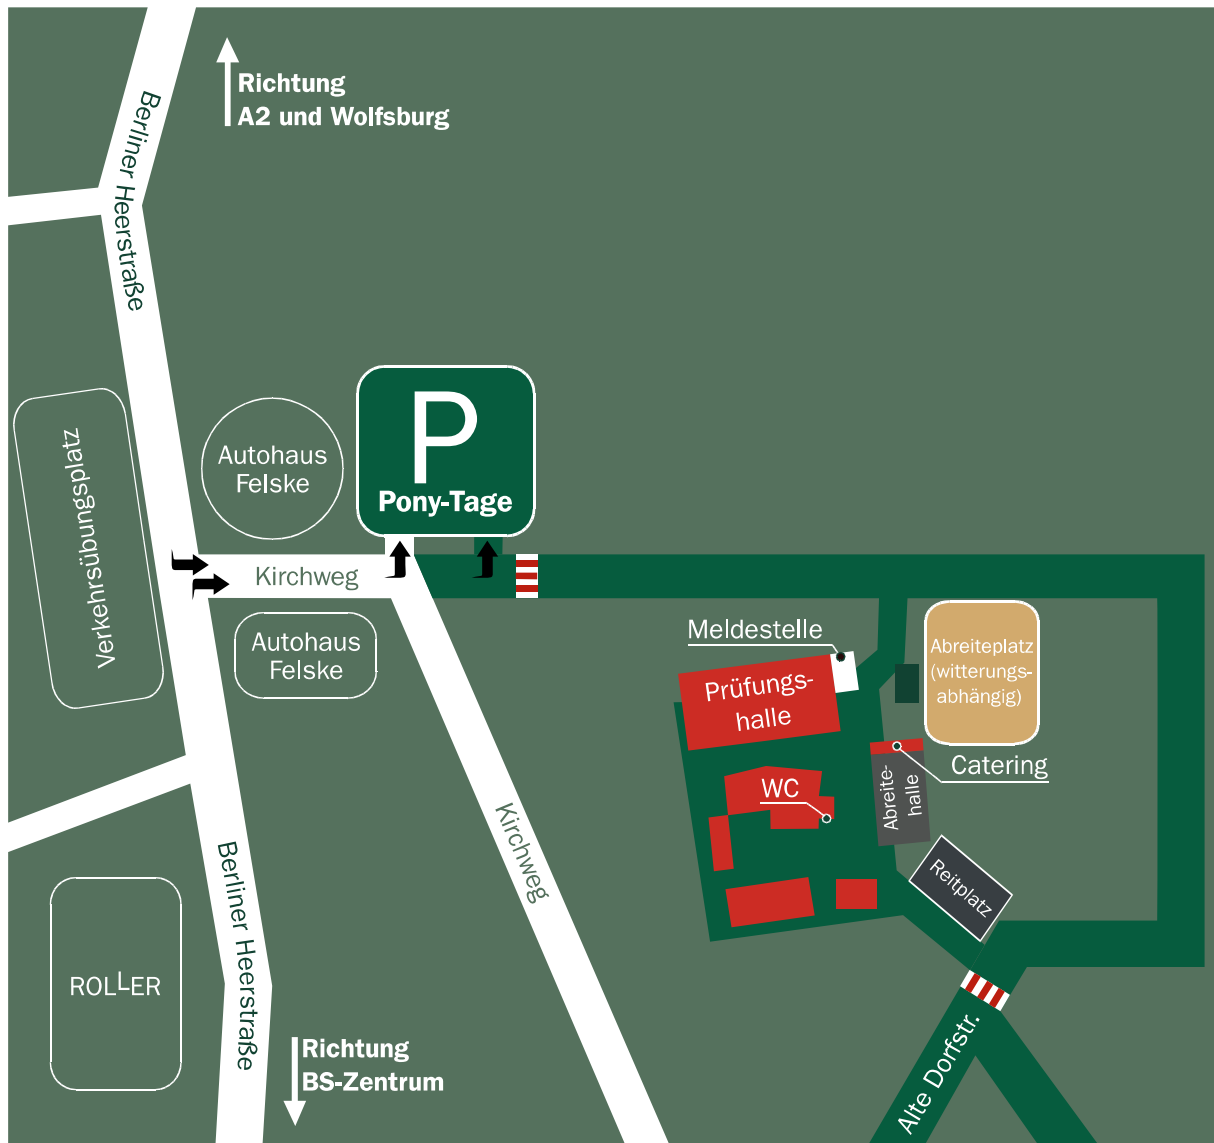 Richtung
A2 und Wolfsburg
Berliner Heerstraße
Verkehrsübungsplatz
Autohaus
Felske
P
Pony-Tage
Kirchweg
Autohaus
Felske
Meldestelle
Prüfungs-
halle
Abreiteplatz
(witterungs-
abhängig)
Catering
WC
Abreite-
halle
Reitplatz
Kirchweg
Berliner Heerstraße
ROLLER
Richtung
BS-Zentrum
Alte Dorfstr.